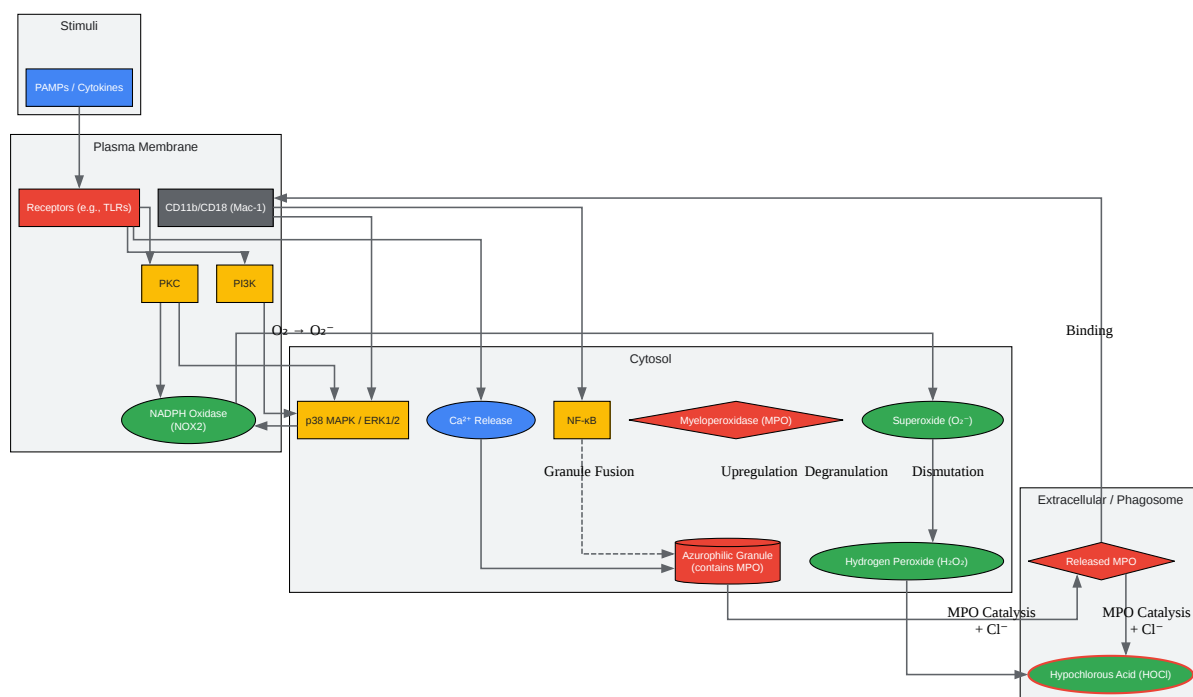 Stimuli
PAMPs / Cytokines
Plasma Membrane
Receptors (e.g., TLRs)
CD11b/CD18 (Mac-1)
PKC
PI3K
O₂ → O₂⁻
Binding
Cytosol
NADPH Oxidase
(NOX2)
p38 MAPK / ERK1/2
Ca²⁺ Release
NF-κB
Myeloperoxidase (MPO)
Superoxide (O₂⁻)
Granule Fusion
Upregulation
Degranulation
Dismutation
Extracellular / Phagosome
Azurophilic Granule
(contains MPO)
Hydrogen Peroxide (H₂O₂)
Released MPO
MPO Catalysis
+ Cl⁻
MPO Catalysis
+ Cl⁻
Hypochlorous Acid (HOCl)